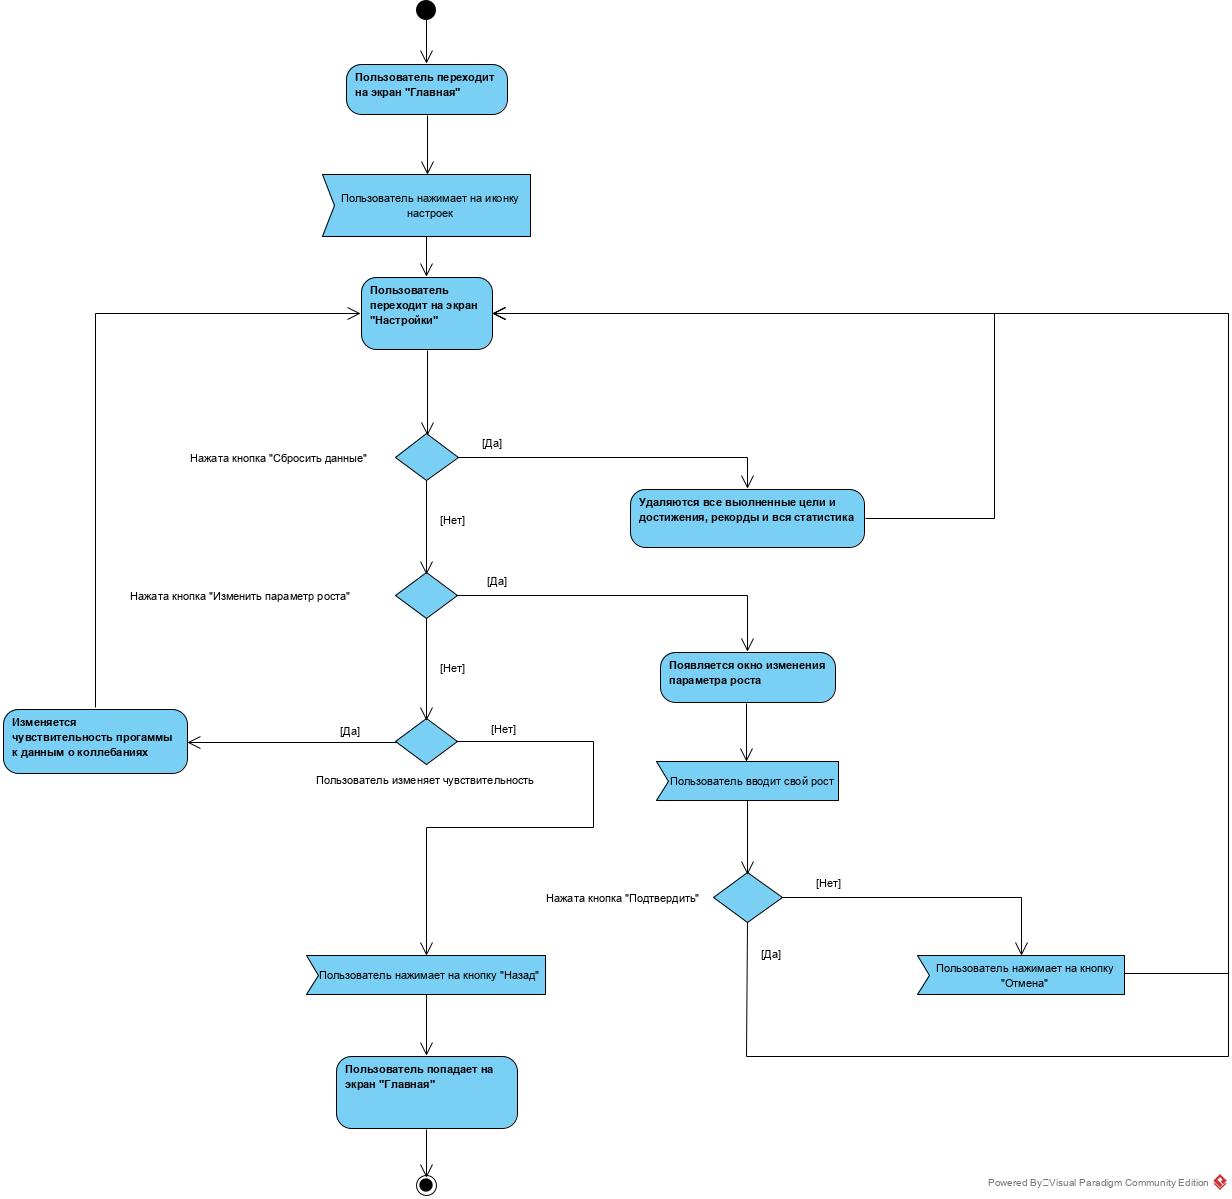 Пользователь переходит
на экран "Главная"
Пользователь нажимает на иконку
настроек
Пользователь
переходит на экран
"Настройки"
[Да]
Нажата кнопка "Сбросить данные"
Удаляются все выолненные цели и
достижения, рекорды и вся статистика
[Нет]
[Да]
Нажата кнопка "Изменить параметр роста"
Появляется окно изменения
параметра роста
[Нет]
Изменяется
чувствительность прогаммы
к данным о коллебаниях
[Да]
[Нет]
Пользователь изменяет чувствительность
Пользователь вводит свой рост
[Нет]
Нажата кнопка "Подтвердить"
[Да]
Пользователь нажимает на кнопку
"Отмена"
Пользователь нажимает на кнопку "Назад"
Пользователь попадает на
экран "Главная"
Powered By Visual Paradigm Community Edition